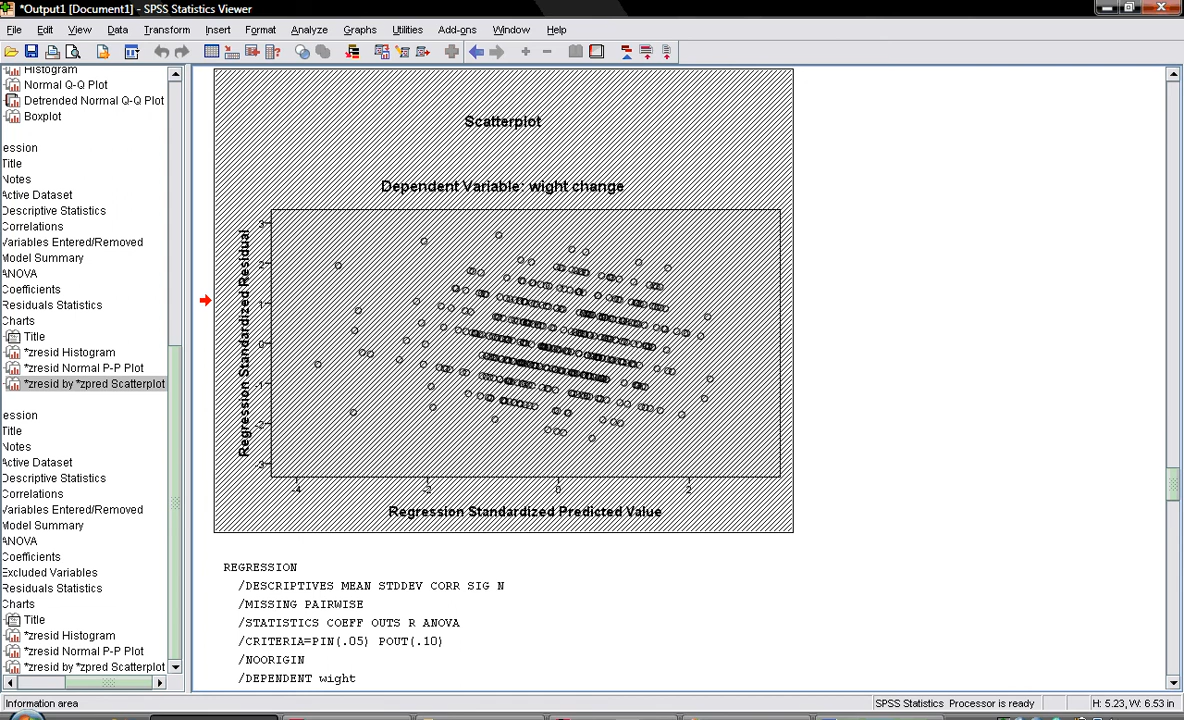 *Output1 [Document1] - SPSS Statistics Viewer
File Edit View Data Transform Insert Format Analyze Graphs Utilities Add-ons Window Help
Histogram
Normal Q-Q Plot
Detrended Normal Q-Q Plot
Boxplot
ession
Title
Notes
Active Dataset
Descriptive Statistics
Correlations
Variables Entered/Removed
Model Summary
ANOVA
Coefficients
Residuals Statistics
Charts
Title
*zresid Histogram
*zresid Normal P-P Plot
*zresid by *zpred Scatterplot
ession
Title
Notes
Active Dataset
Descriptive Statistics
Correlations
Variables Entered/Removed
Model Summary
ANOVA
Coefficients
Excluded Variables
Residuals Statistics
Charts
Title
*zresid Histogram
*zresid Normal P-P Plot
*zresid by *zpred Scatterplot
Scatterplot
Dependent Variable: wight change
Regression Standardized Residual
3
2
1
0
-1
-2
-3
-4 -2 0 2
Regression Standardized Predicted Value
REGRESSION
/DESCRIPTIVES MEAN STDDEV CORR SIG N
/MISSING PAIRWISE
/STATISTICS COEFF OUTS R ANOVA
/CRITERIA=PIN(.05) POUT(.10)
/NOORIGIN
/DEPENDENT wight
Information area
SPSS Statistics Processor is ready
H: 5.23, W: 6.53 in.